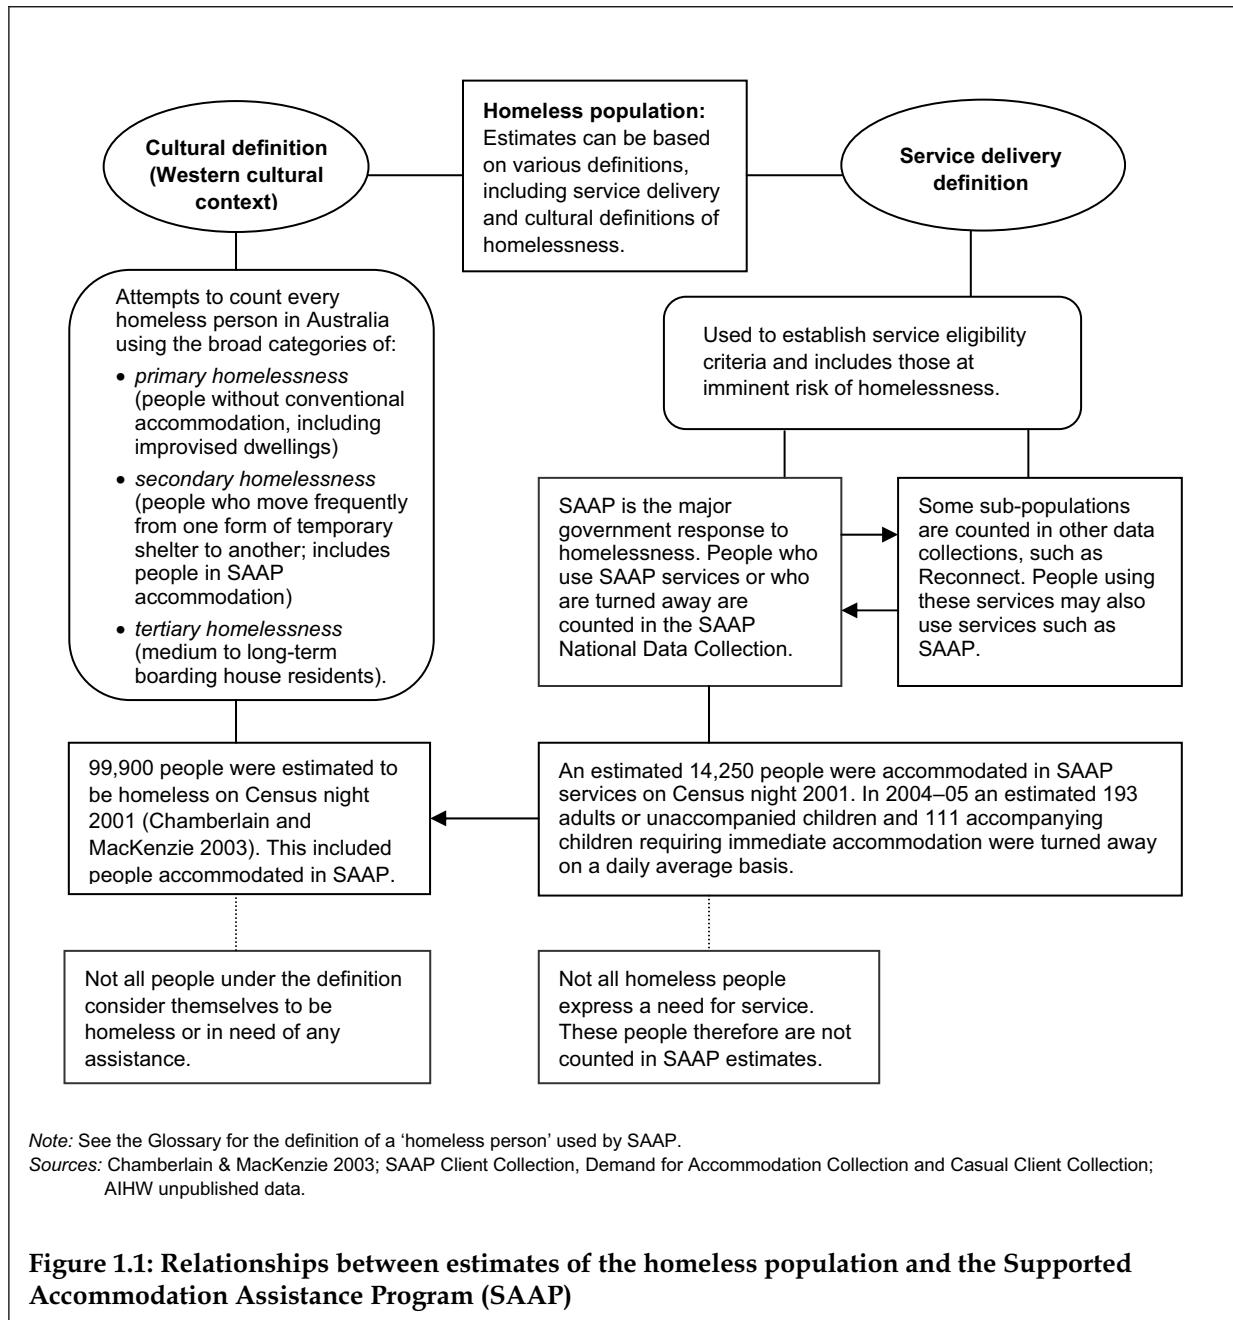 Homeless population:
Estimates can be based
on various definitions,
including service delivery
and cultural definitions of
homelessness.
Cultural definition
(Western cultural
context)
Service delivery
definition
Attempts to count every
homeless person in Australia
using the broad categories of:
• primary homelessness
(people without conventional
accommodation, including
improvised dwellings)
• secondary homelessness
(people who move frequently
from one form of temporary
shelter to another; includes
people in SAAP
accommodation)
• tertiary homelessness
(medium to long-term
boarding house residents).
Used to establish service eligibility
criteria and includes those at
imminent risk of homelessness.
SAAP is the major
government response to
homelessness. People who
use SAAP services or who
are turned away are
counted in the SAAP
National Data Collection.
Some sub-populations
are counted in other data
collections, such as
Reconnect. People using
these services may also
use services such as
SAAP.
99,900 people were estimated to
be homeless on Census night
2001 (Chamberlain and
MacKenzie 2003). This included
people accommodated in SAAP.
An estimated 14,250 people were accommodated in SAAP
services on Census night 2001. In 2004–05 an estimated 193
adults or unaccompanied children and 111 accompanying
children requiring immediate accommodation were turned away
on a daily average basis.
Not all people under the definition
consider themselves to be
homeless or in need of any
assistance.
Not all homeless people
express a need for service.
These people therefore are not
counted in SAAP estimates.
Note: See the Glossary for the definition of a ‘homeless person’ used by SAAP.
Sources: Chamberlain & MacKenzie 2003; SAAP Client Collection, Demand for Accommodation Collection and Casual Client Collection;
AIHW unpublished data.
Figure 1.1: Relationships between estimates of the homeless population and the Supported
Accommodation Assistance Program (SAAP)